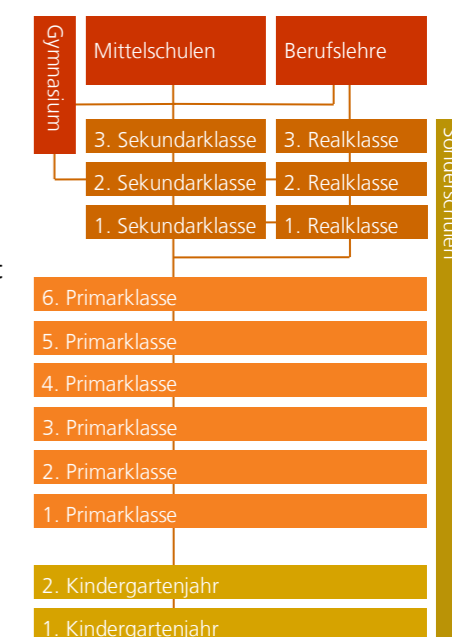 Gymnasium
Mittelschulen
Berufslehre
3. Sekundarklasse
3. Realklasse
2. Sekundarklasse
2. Realklasse
1. Sekundarklasse
1. Realklasse
Sonderschulen
t
6. Primarklasse
5. Primarklasse
4. Primarklasse
3. Primarklasse
2. Primarklasse
1. Primarklasse
2. Kindergartenjahr
1. Kindergartenjahr